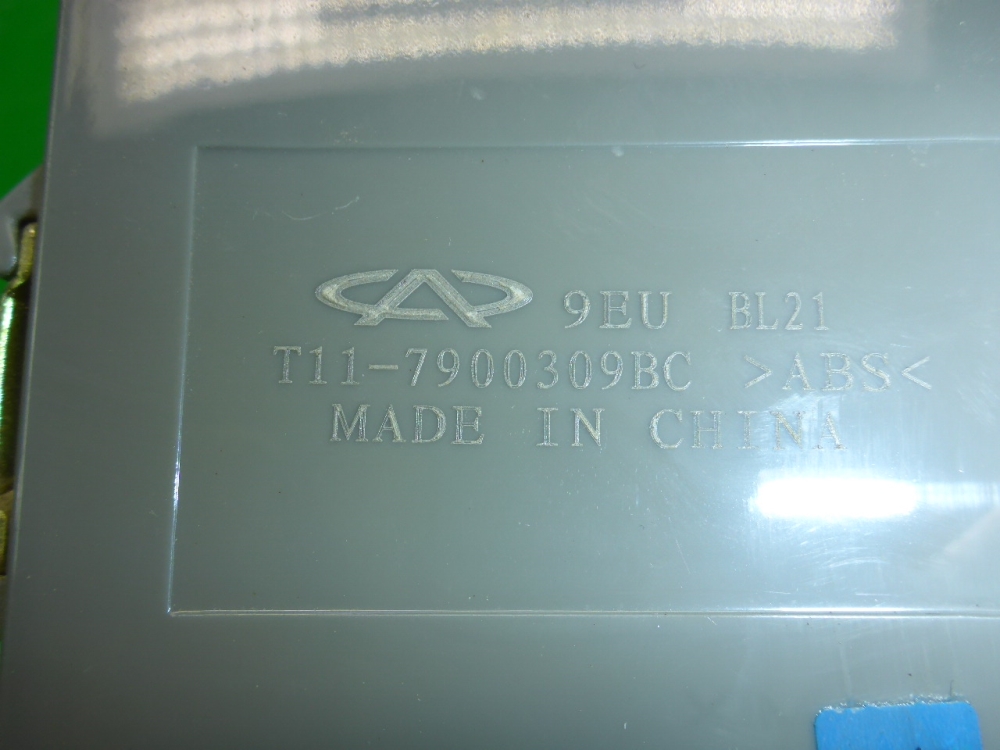 9EU BL21
T11-7900309BC >ABS<
MADE IN CHINA